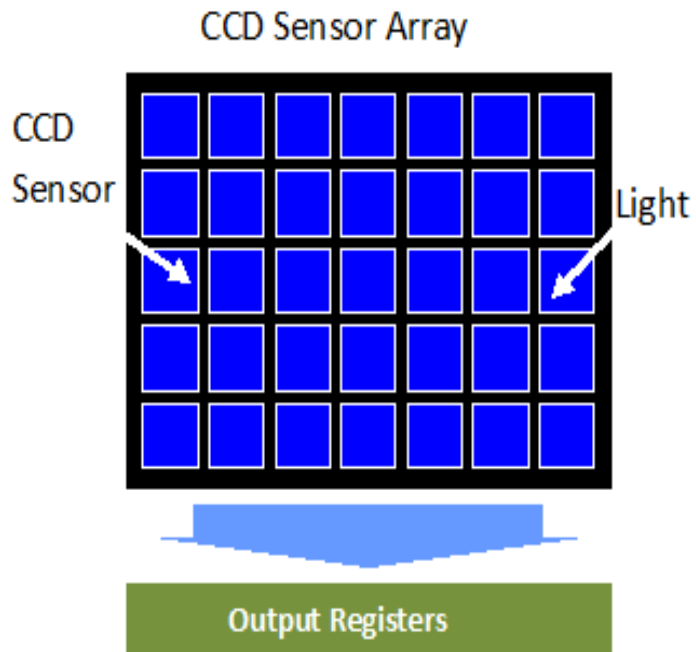 CCD Sensor Array
CCD
Sensor
Light
Output Registers